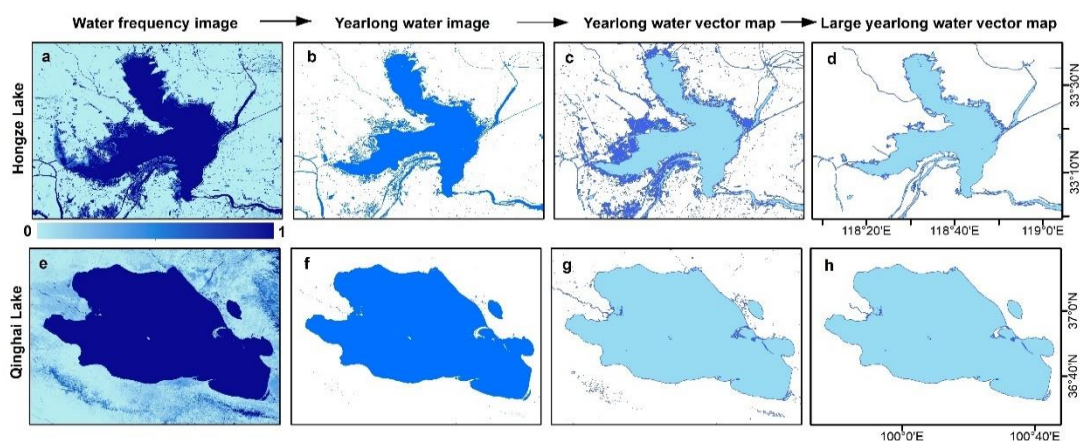 Water frequency image Yearlong water image Yearlong water vector map Large yearlong water vector map
Hongze Lake
a b c d
33°30'N
33°10'N
0 1
118°20'E 118°40'E 119°0'E
Qinghai Lake
e f g h
37°0'N
36°40'N
100°0'E 100°40'E